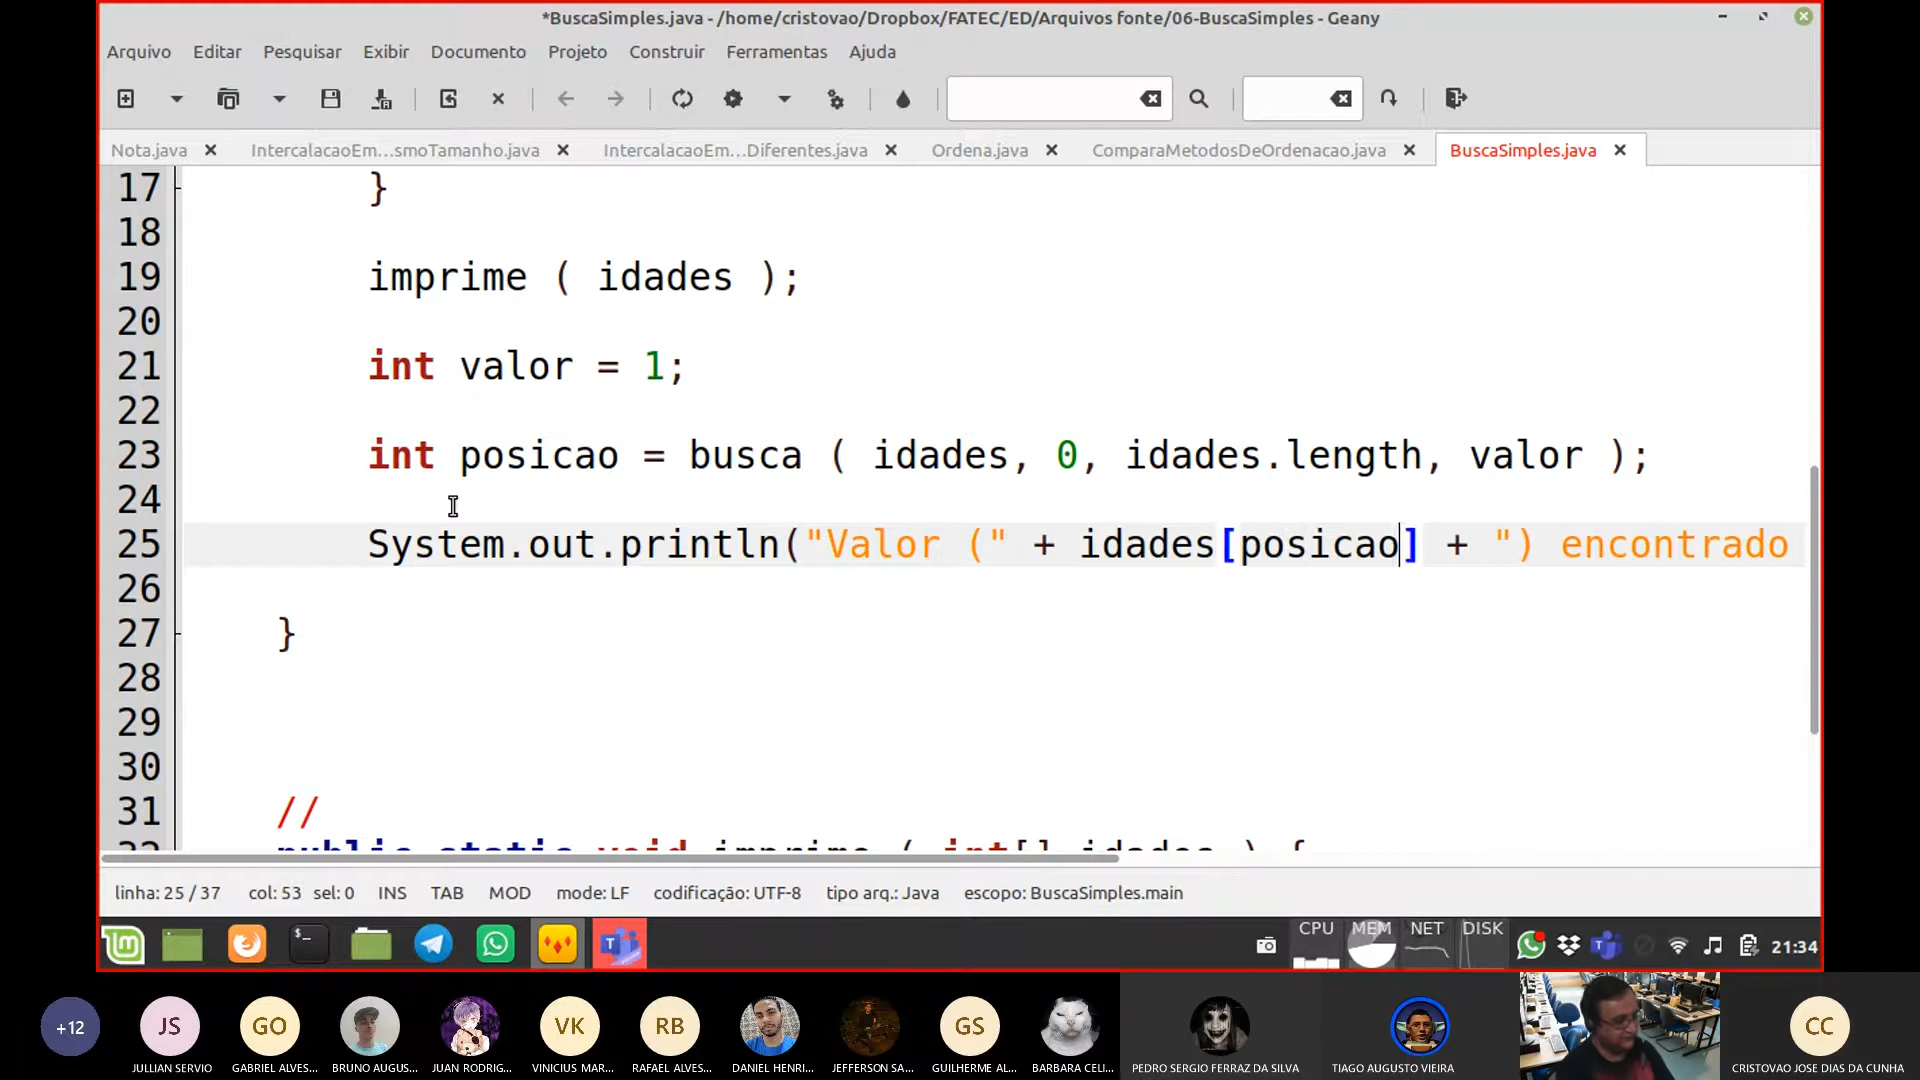 *BuscaSimples.java - /home/cristovao/Dropbox/FATEC/ED/Arquivos fonte/06-BuscaSimples - Geany
Arquivo Editar Pesquisar Exibir Documento Projeto Construir Ferramentas Ajuda
Nota.java IntercalacaoEm...smoTamanho.java IntercalacaoEm...Diferentes.java Ordena.java ComparaMetodosDeOrdenacao.java BuscaSimples.java
17 }
18
19 imprime ( idades );
20
21 int valor = 1;
22
23 int posicao = busca ( idades, 0, idades.length, valor );
24
25 System.out.println("Valor (" + idades[posicao] + ") encontrado
26
27 }
28
29
30
31 //
32 public static void imprime ( int[] idades ) {
linha: 25 / 37 col: 53 sel: 0 INS TAB MOD mode: LF codificação: UTF-8 tipo arq.: Java escopo: BuscaSimples.main
CPU MEM NET DISK 21:34
+12 JS GO VK RB GS CC
JULLIAN SERVIO GABRIEL ALVES... BRUNO AUGUS... JUAN RODRIG... VINICIUS MAR... RAFAEL ALVES... DANIEL HENRI... JEFFERSON SA... GUILHERME AL... BARBARA CELI... PEDRO SERGIO FERRAZ DA SILVA TIAGO AUGUSTO VIEIRA CRISTOVAO JOSE DIAS DA CUNHA